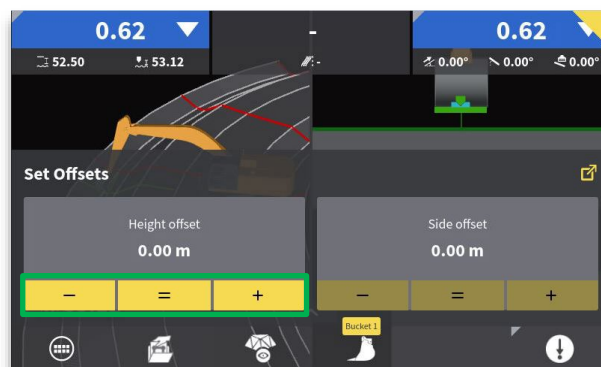 0.62
-
0.62
52.50 53.12
-
0.00° 0.00° 0.00°
Set Offsets
Height offset
Side offset
0.00 m
0.00 m
- = +
- = +
Bucket 1